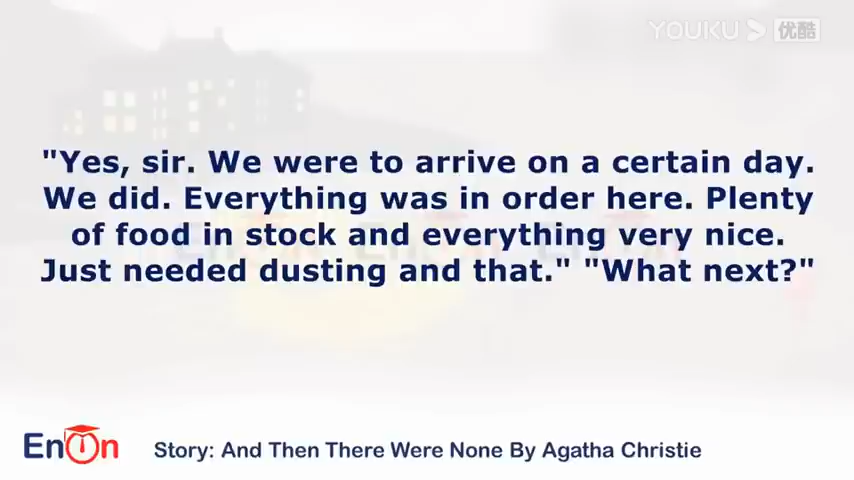 YOUKU 优酷
"Yes, sir. We were to arrive on a certain day.
We did. Everything was in order here. Plenty
of food in stock and everything very nice.
Just needed dusting and that." "What next?"
EnOn
Story: And Then There Were None By Agatha Christie